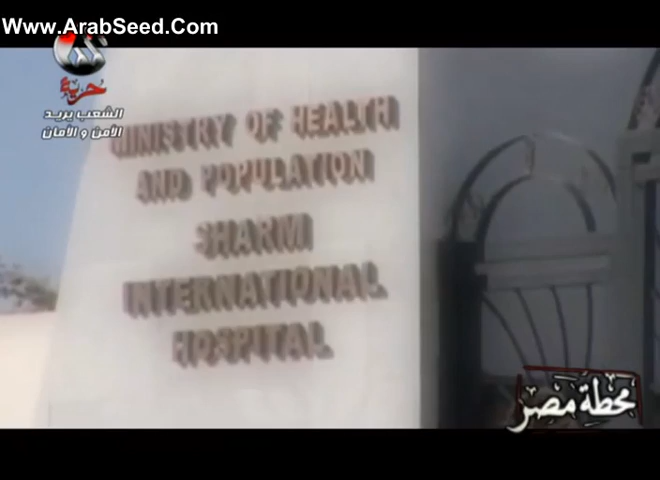 Www.ArabSeed.Com
حرية
الشعب يريد
الأمن و الأمان
MINISTRY OF HEALTH
AND POPULATION
SHARM
INTERNATIONAL
HOSPITAL
محطة مصر